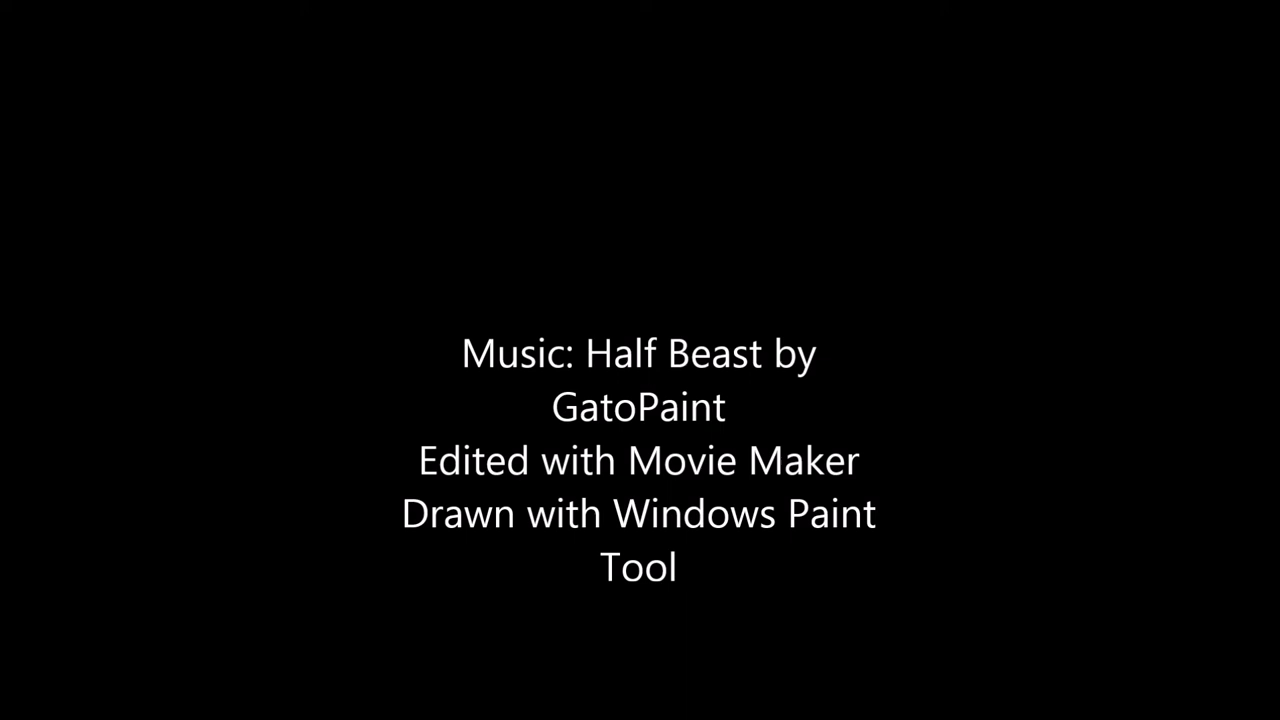 Music: Half Beast by
GatoPaint
Edited with Movie Maker
Drawn with Windows Paint
Tool